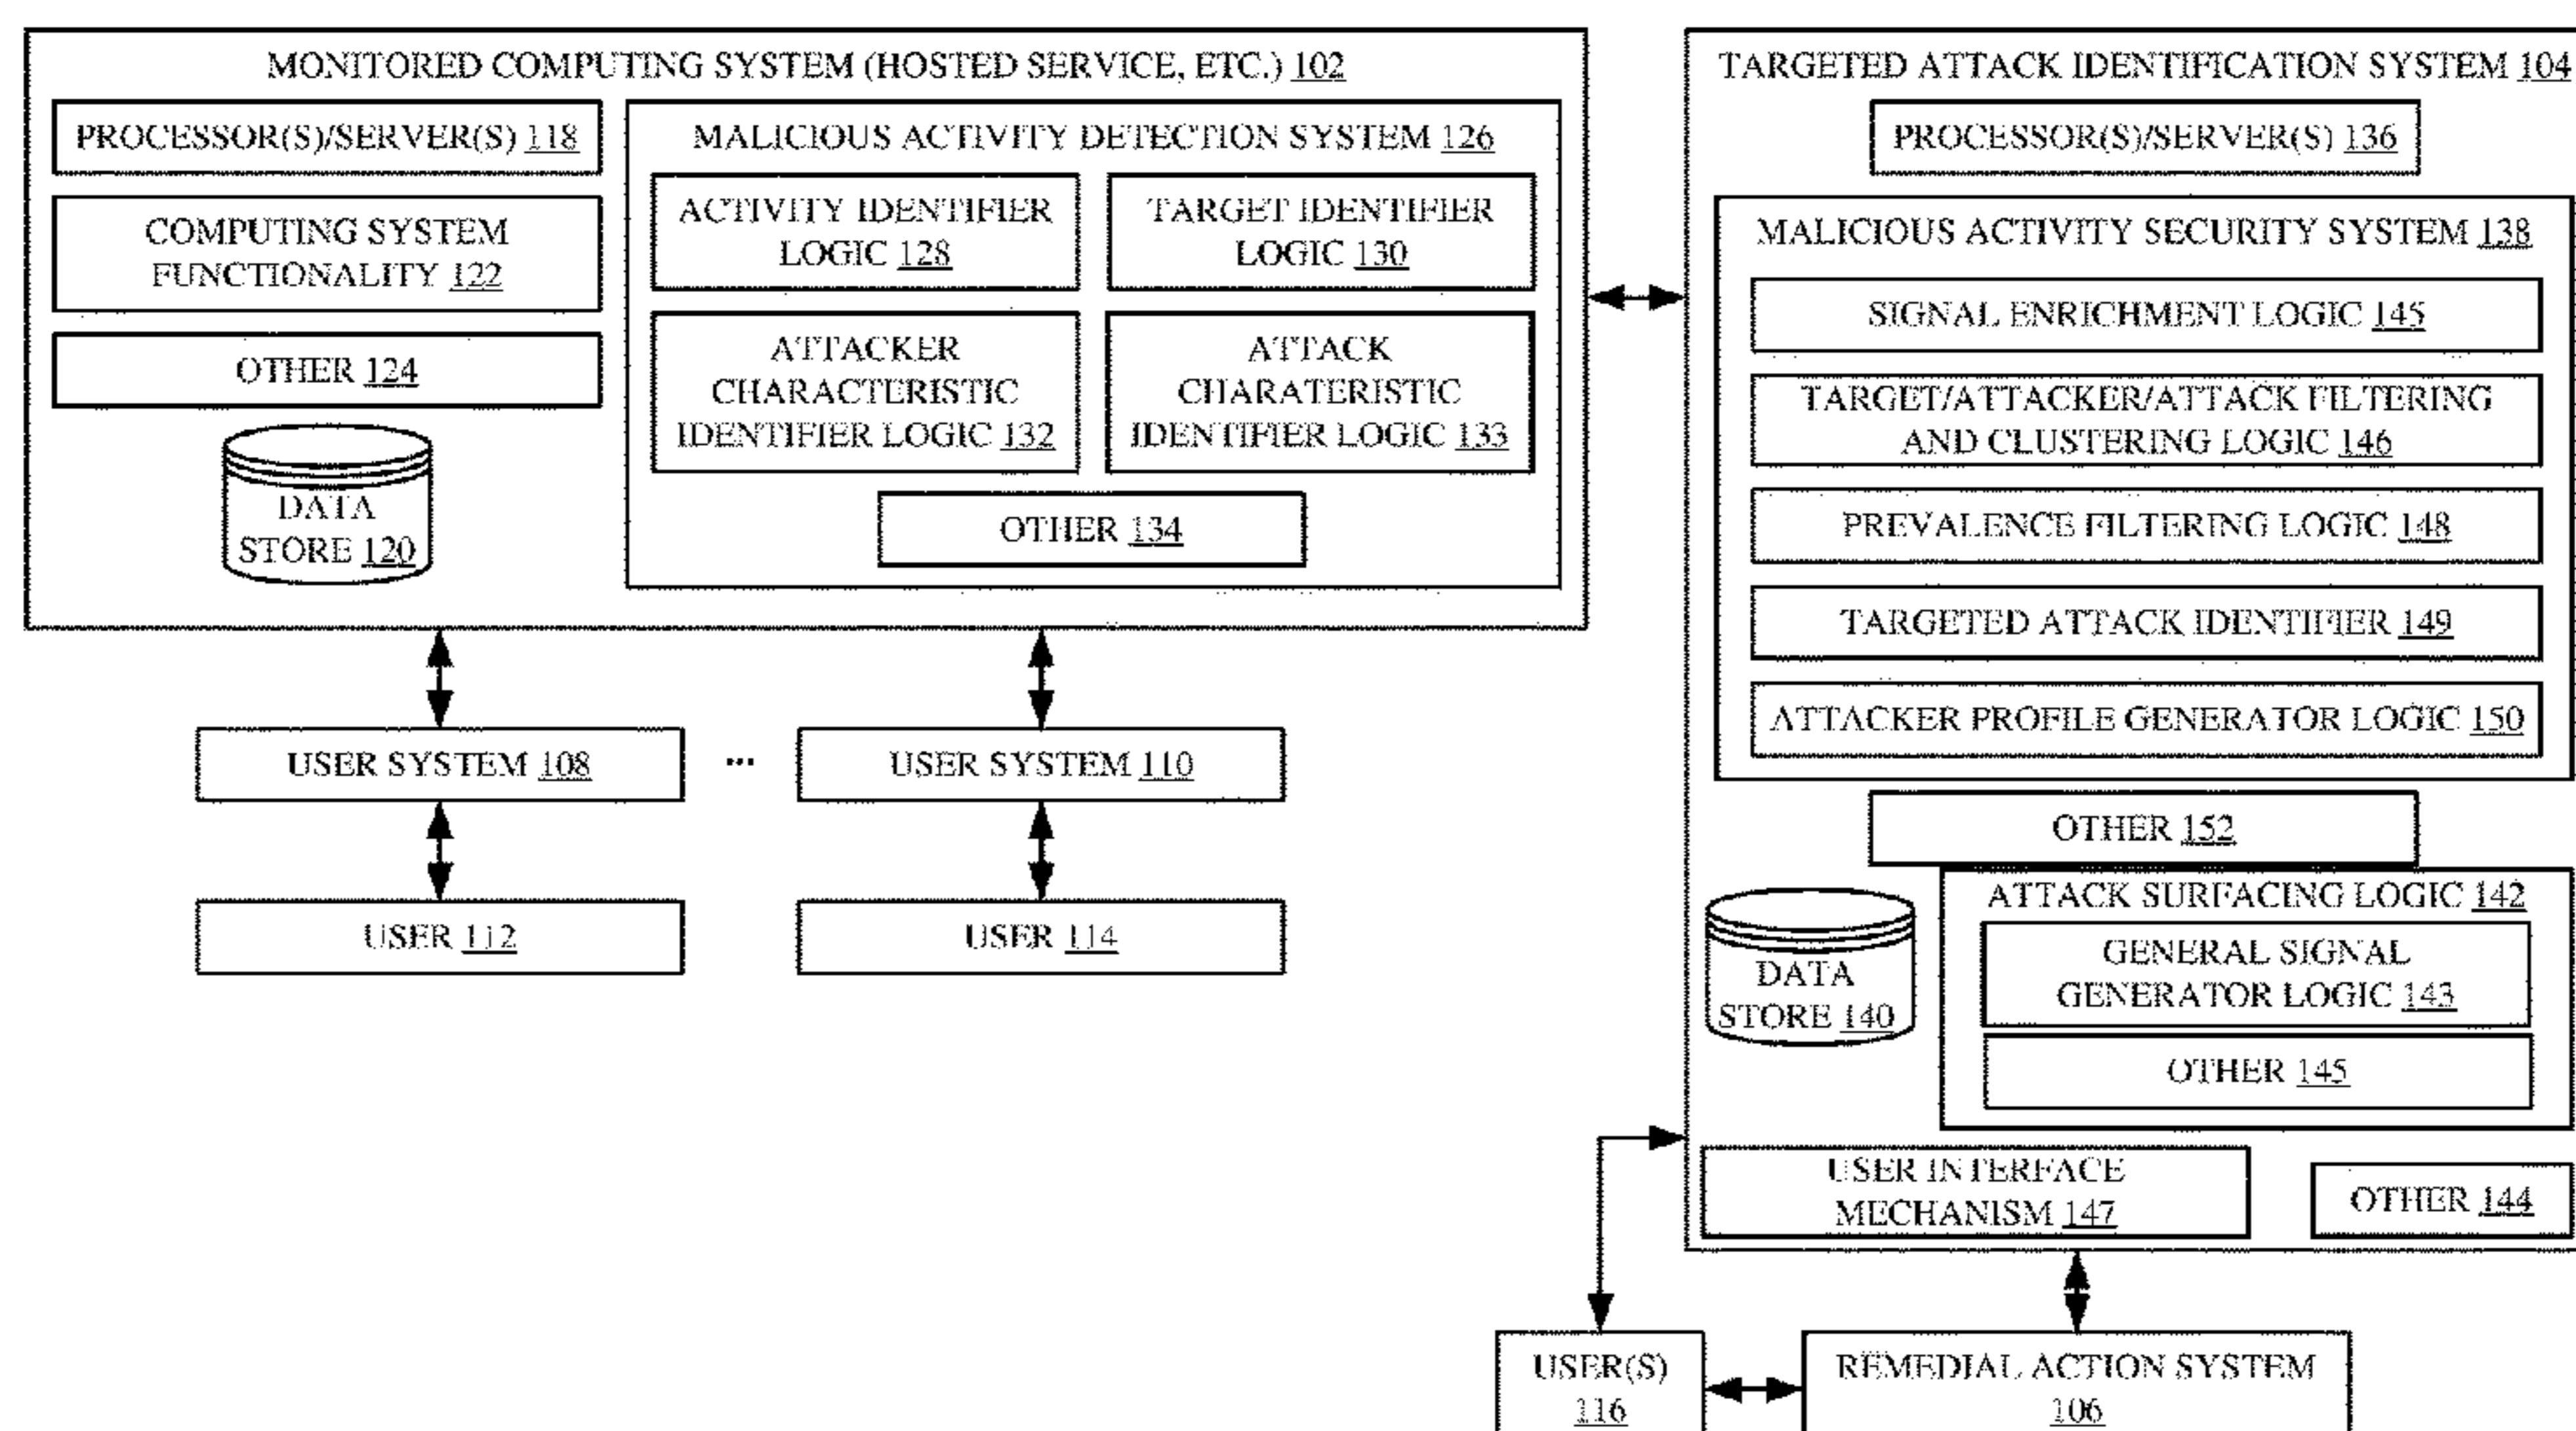 MONITORED COMPUTING SYSTEM (HOSTED SERVICE, ETC.) 102
PROCESSOR(S)/SERVER(S) 118
COMPUTING SYSTEM
FUNCTIONALITY 122
OTHER 124
DATA
STORE 120
MALICIOUS ACTIVITY DETECTION SYSTEM 126
ACTIVITY IDENTIFIER
LOGIC 128
TARGET IDENTIFIER
LOGIC 130
ATTACKER
CHARACTERISTIC
IDENTIFIER LOGIC 132
ATTACK
CHARATERISTIC
IDENTIFIER LOGIC 133
OTHER 134
USER SYSTEM 108
...
USER SYSTEM 110
USER 112
USER 114
TARGETED ATTACK IDENTIFICATION SYSTEM 104
PROCESSOR(S)/SERVER(S) 136
MALICIOUS ACTIVITY SECURITY SYSTEM 138
SIGNAL ENRICHMENT LOGIC 145
TARGET/ATTACKER/ATTACK FILTERING
AND CLUSTERING LOGIC 146
PREVALENCE FILTERING LOGIC 148
TARGETED ATTACK IDENTIFIER 149
ATTACKER PROFILE GENERATOR LOGIC 150
OTHER 152
DATA
STORE 140
ATTACK SURFACING LOGIC 142
GENERAL SIGNAL
GENERATOR LOGIC 143
OTHER 145
USER INTERFACE
MECHANISM 147
OTHER 144
USER(S)
116
REMEDIAL ACTION SYSTEM
106